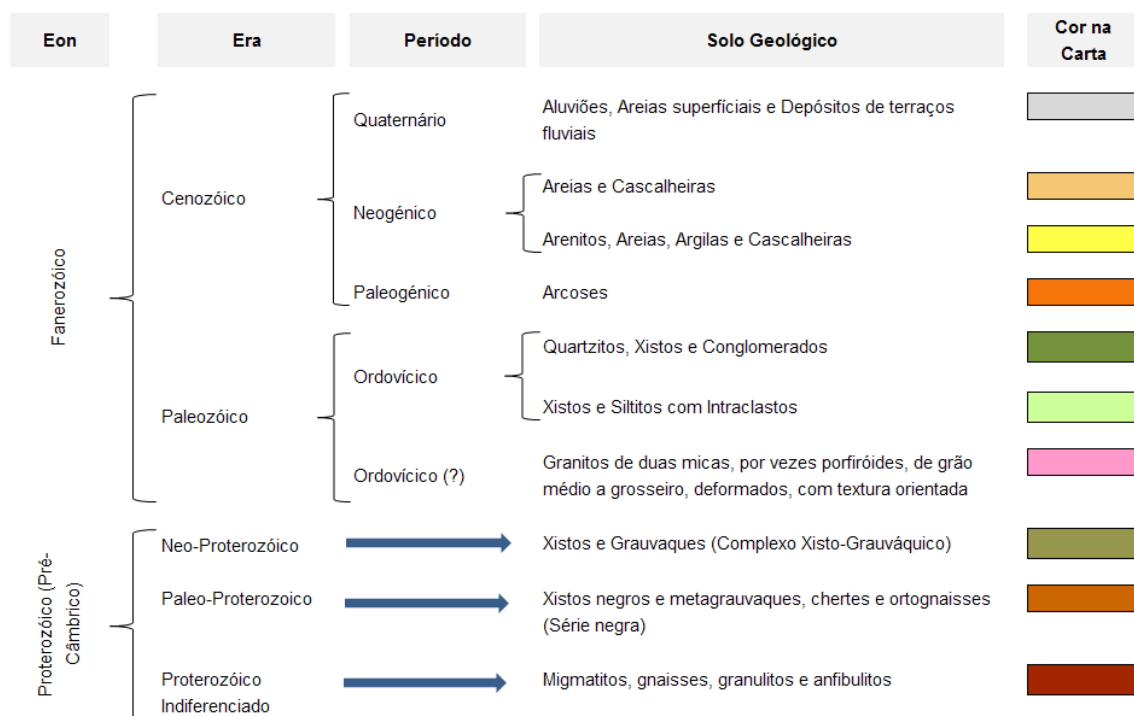 Eon
Era
Período
Solo Geológico
Cor na
Carta
Fanerozóico
Cenozóico
Quaternário
Aluviões, Areias superfíciais e Depósitos de terraços
fluviais
Neogénico
Areias e Cascalheiras
Arenitos, Areias, Argilas e Cascalheiras
Paleogénico
Arcoses
Paleozóico
Ordovícico
Quartzitos, Xistos e Conglomerados
Xistos e Siltitos com Intraclastos
Ordovícico (?)
Granitos de duas micas, por vezes porfiróides, de grão
médio a grosseiro, deformados, com textura orientada
Proterozóico (Pré-
Câmbrico)
Neo-Proterozóico
Xistos e Grauvaques (Complexo Xisto-Grauváquico)
Paleo-Proterozoico
Xistos negros e metagrauvaques, chertes e ortognaisses
(Série negra)
Proterozóico
Indiferenciado
Migmatitos, gnaisses, granulitos e anfibulitos